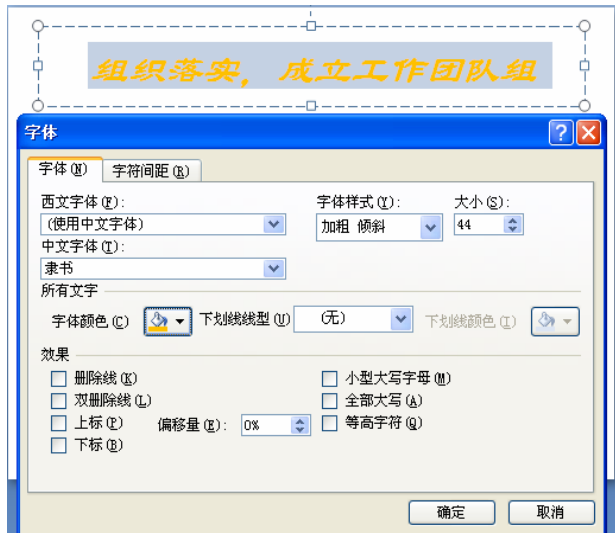 组织落实，成立工作团队组
字体
字体(N) 字符间距(R)
西文字体(F): 字体样式(Y): 大小(S):
(使用中文字体) 加粗 倾斜 44
中文字体(T):
隶书
所有文字
字体颜色(C) 下划线线型(U) (无) 下划线颜色(I)
效果
删除线(K) 小型大写字母(M)
双删除线(L) 全部大写(A)
上标(P) 偏移量(E): 0% 等高字符(Q)
下标(B)
确定 取消